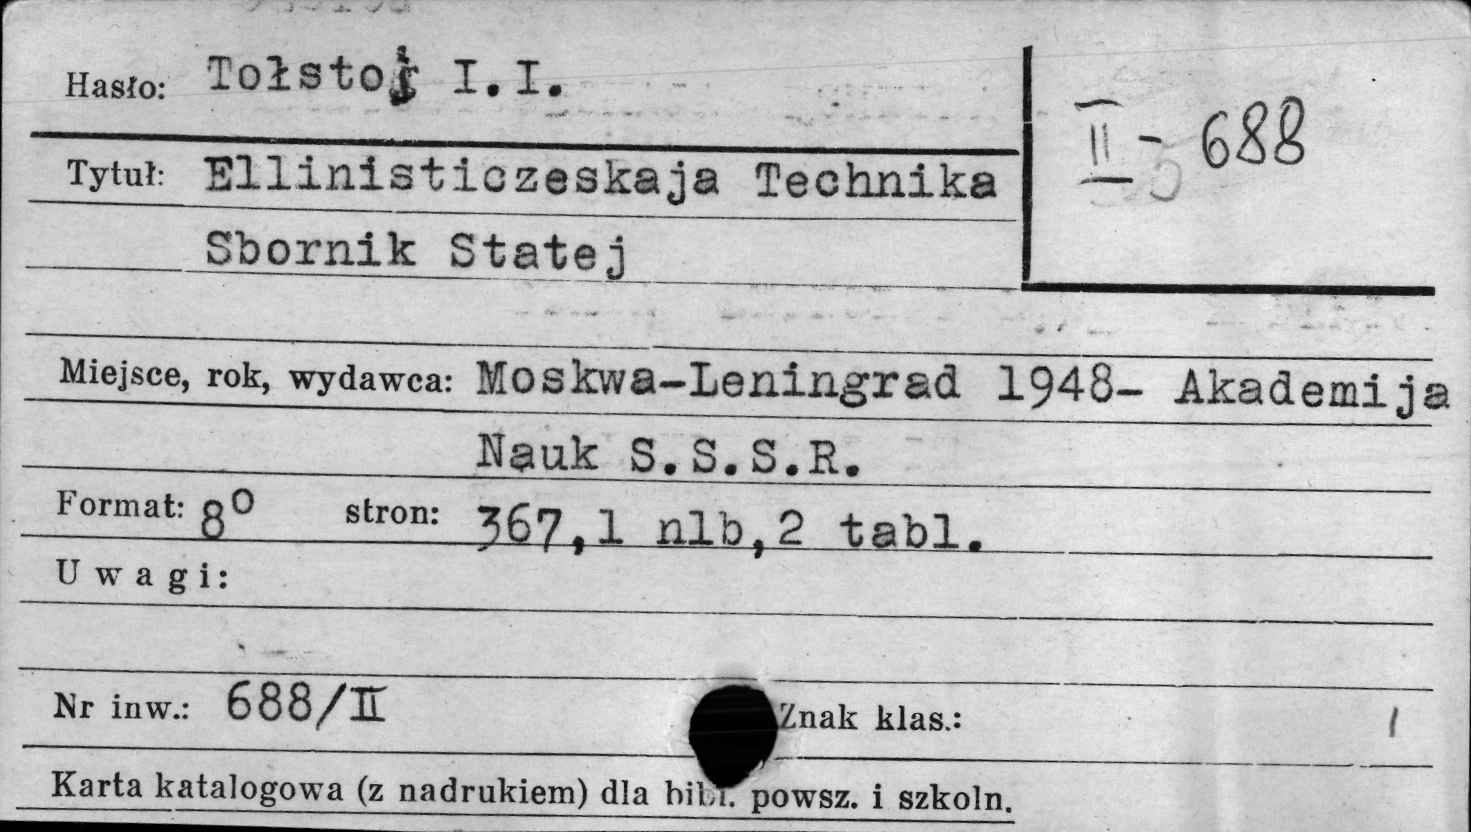 Hasło: Tołstoj I.I.
II - 688
Tytuł: Ellinisticzeskaja Technika
Sbornik Statej
Miejsce, rok, wydawca: Moskwa-Leningrad 1948- Akademija
Nauk S.S.S.R.
Format: 8° stron: 367,1 nlb,2 tabl.
Uwagi:
Nr inw.: 688/II Znak klas.: 1
Karta katalogowa (z nadrukiem) dla bibl. powsz. i szkoln.